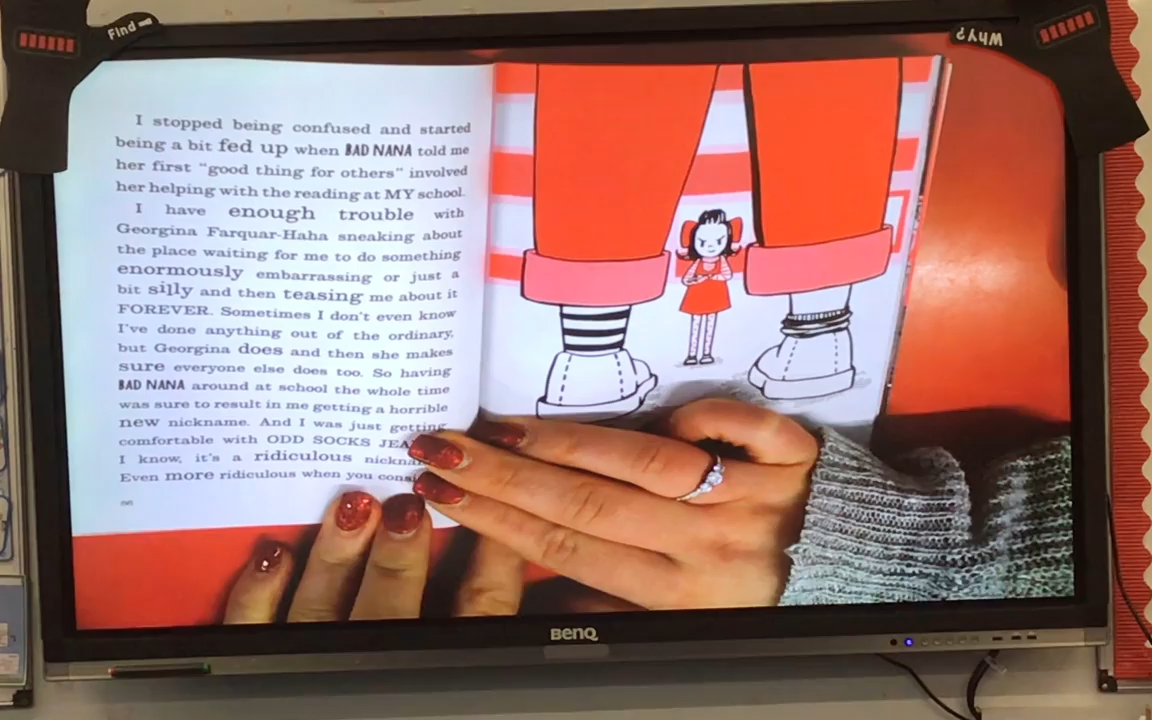 Find
Why?
I stopped being confused and started
being a bit fed up when BAD NANA told me
her first "good thing for others" involved
her helping with the reading at MY school.
I have enough trouble with
Georgina Farquar-Haha sneaking about
the place waiting for me to do something
enormously embarrassing or just a
bit silly and then teasing me about it
FOREVER. Sometimes I don't even know
I've done anything out of the ordinary,
but Georgina does and then she makes
sure everyone else does too. So having
BAD NANA around at school the whole time
was sure to result in me getting a horrible
new nickname. And I was just getting
comfortable with ODD SOCKS
I know, it's a ridiculous
Even more ridiculous when you
BenQ